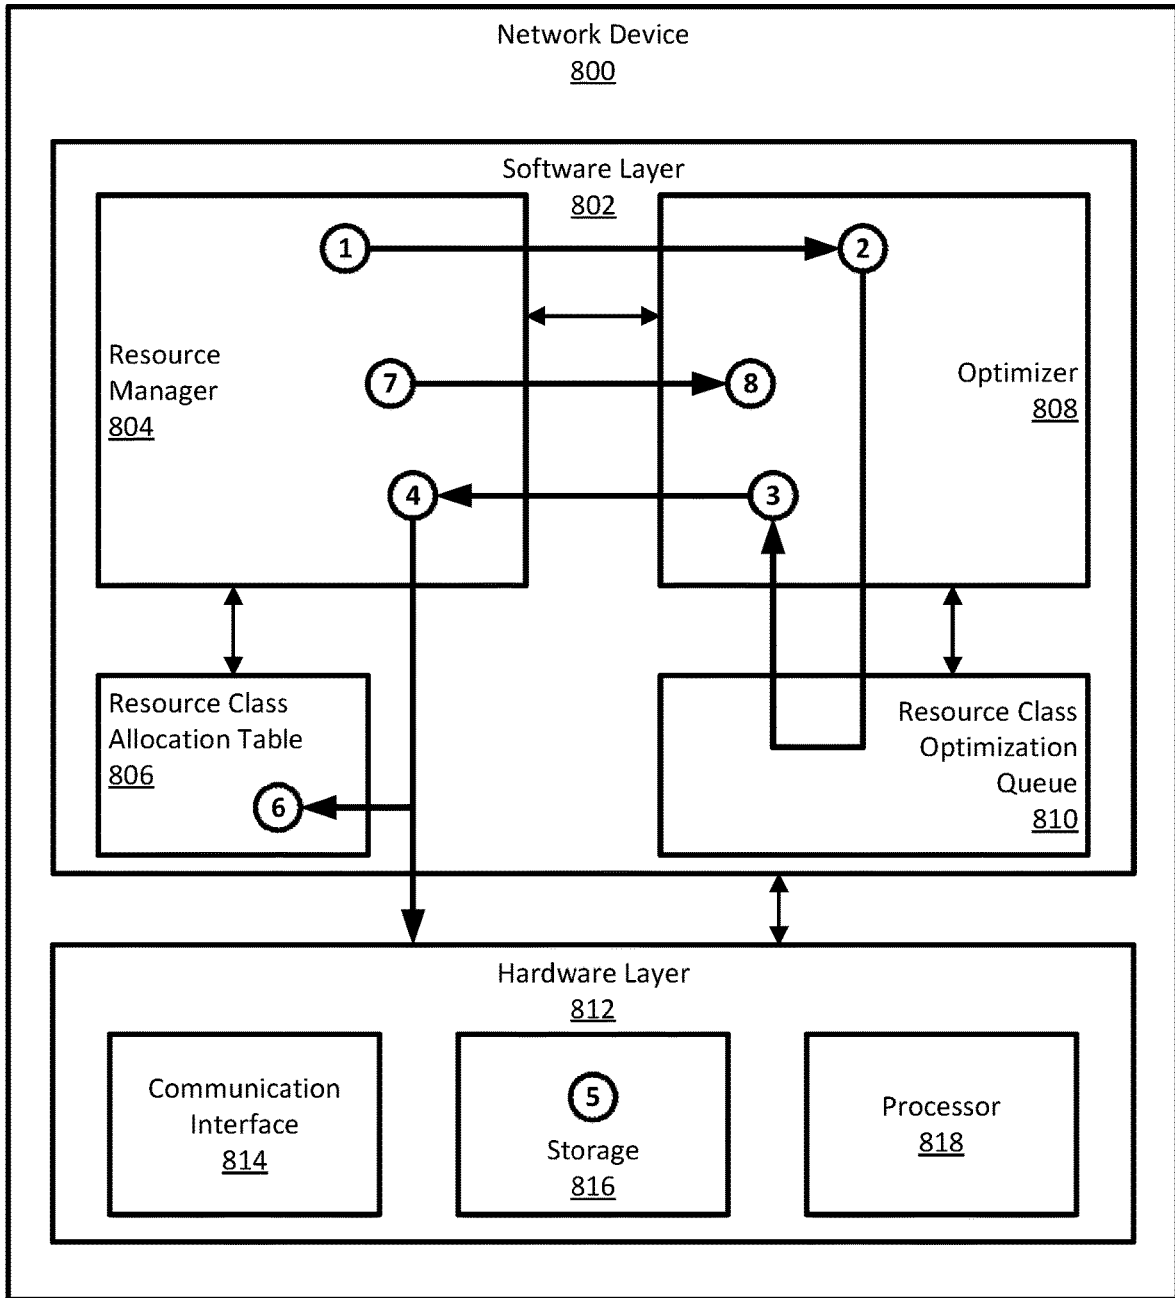 Network Device
800
Software Layer
802
1
2
Resource
Manager
804
7
8
Optimizer
808
4
3
Resource Class
Allocation Table
806
6
Resource Class
Optimization
Queue
810
Hardware Layer
812
Communication
Interface
814
5
Storage
816
Processor
818